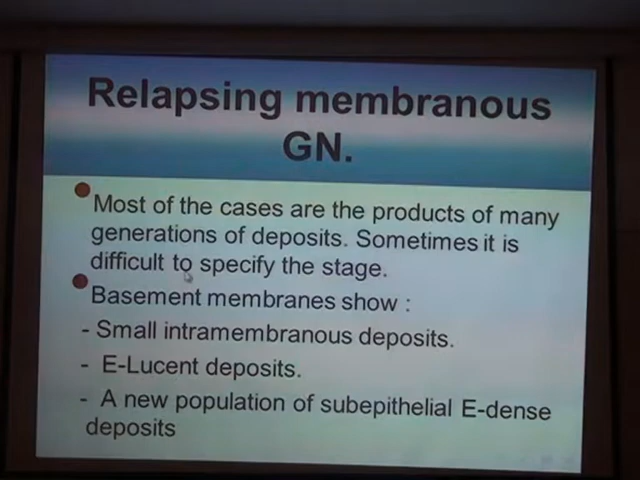 Relapsing membranous
GN.
Most of the cases are the products of many
generations of deposits. Sometimes it is
difficult to specify the stage.
Basement membranes show :
- Small intramembranous deposits.
- E-Lucent deposits.
- A new population of subepithelial E-dense
deposits